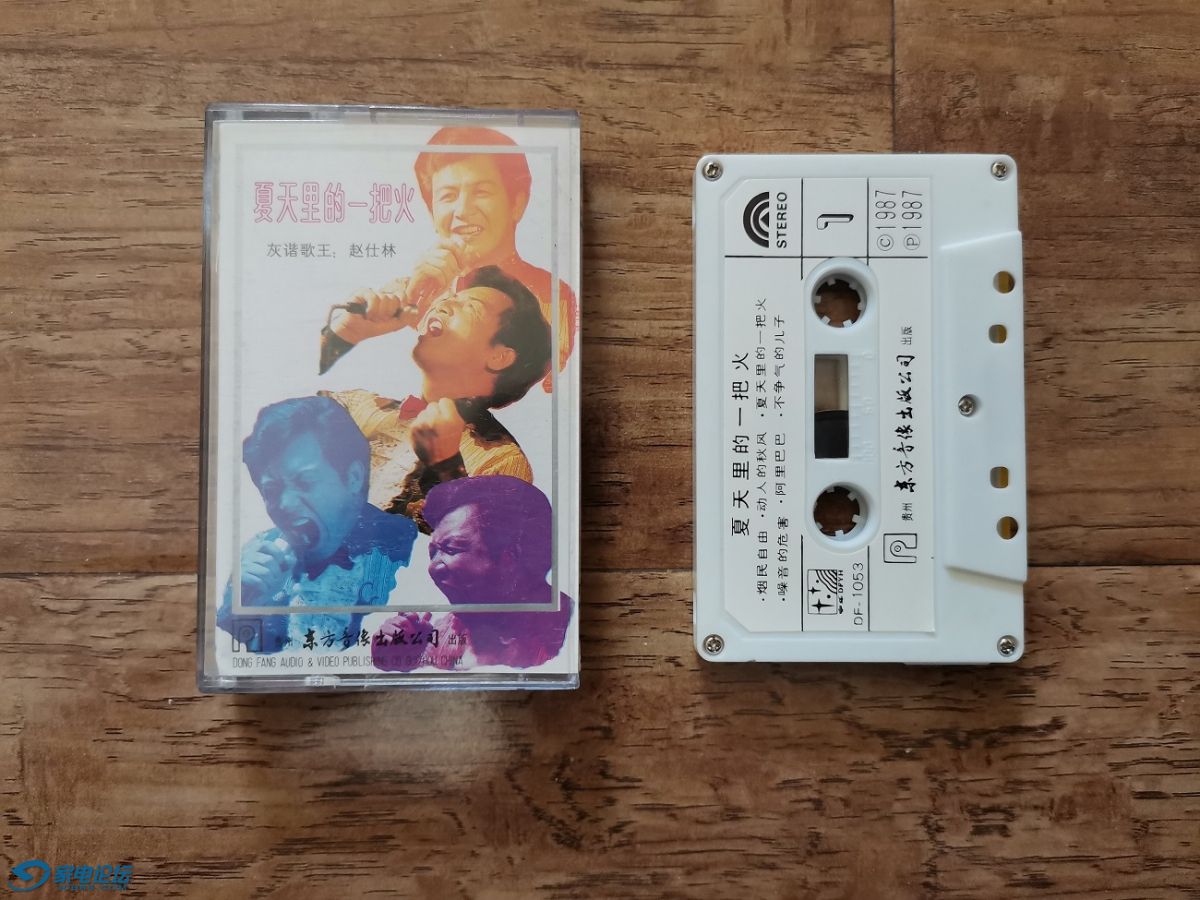 夏天里的一把火
灰谐歌王：赵仕林
贵州 东方音像出版公司 出版
DONG FANG AUDIO & VIDEO PUBLISHING CO GUIZHOU CHINA
STEREO
1
©1987
℗1987
夏天里的一把火
·烟民自由 ·动人的秋风 ·夏天里的一把火
·噪音的危害 ·阿里巴巴 ·不争气的儿子
DF-1053
贵州 东方音像出版公司 出版
家电论坛